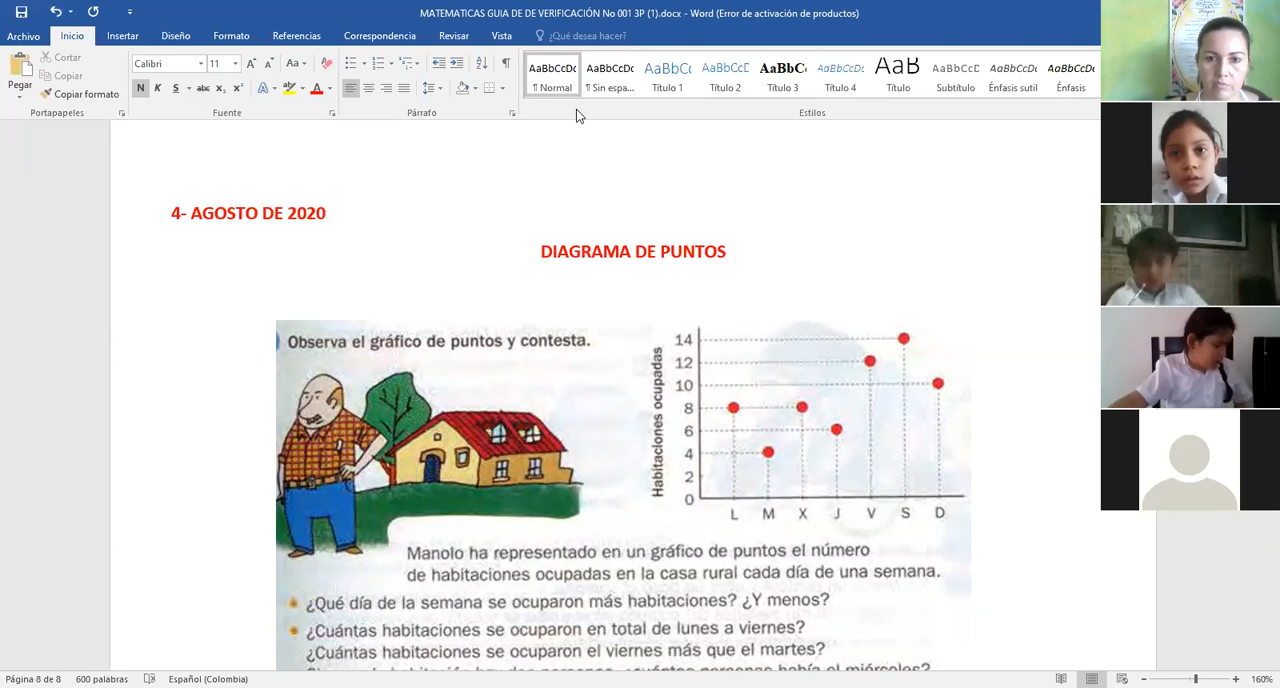 MATEMATICAS GUIA DE DE VERIFICACIÓN No 001 3P (1).docx - Word (Error de activación de productos)
Archivo Inicio Insertar Diseño Formato Referencias Correspondencia Revisar Vista ¿Qué desea hacer?
Pegar
Cortar
Copiar
Copiar formato
Portapapeles
Calibri 11 Aa
N K S abc x₂ x² A A
Fuente
Párrafo
AaBbCcDc AaBbCcDc AaBbCc AaBbCcD AaBbC AaBbCcDc AaB AaBbCcD AaBbCcDc AaBbCcDc
¶ Normal ¶ Sin espa... Título 1 Título 2 Título 3 Título 4 Título Subtítulo Énfasis sutil Énfasis
Estilos
4- AGOSTO DE 2020
DIAGRAMA DE PUNTOS
Observa el gráfico de puntos y contesta.
Habitaciones ocupadas
14
12
10
8
6
4
2
0
L M X J V S D
Manolo ha representado en un gráfico de puntos el número
de habitaciones ocupadas en la casa rural cada día de una semana.
¿Qué día de la semana se ocuparon más habitaciones? ¿Y menos?
¿Cuántas habitaciones se ocuparon en total de lunes a viernes?
¿Cuántas habitaciones se ocuparon el viernes más que el martes?
Página 8 de 8 600 palabras Español (Colombia) 160%